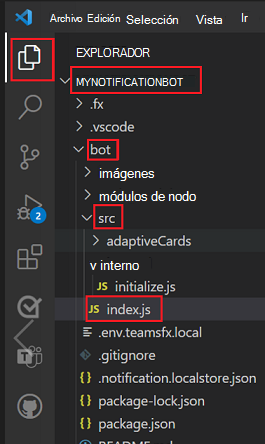 Archivo Edición Selección Vista Ir
EXPLORADOR
MYNOTIFICATIONBOT
.fx
.vscode
bot
imágenes
módulos de nodo
src
adaptiveCards
v interno
JS initialize.js
JS index.js
.env.teamsfx.local
.gitignore
{} .notification.localstore.json
{} package-lock.json
{} package.json
2